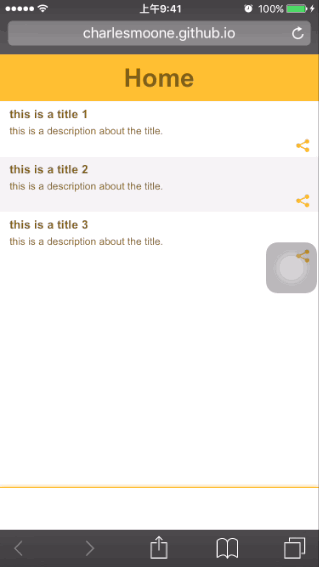 上午9:41
100%
charlesmoone.github.io
Home
this is a title 1
this is a description about the title.
this is a title 2
this is a description about the title.
this is a title 3
this is a description about the title.